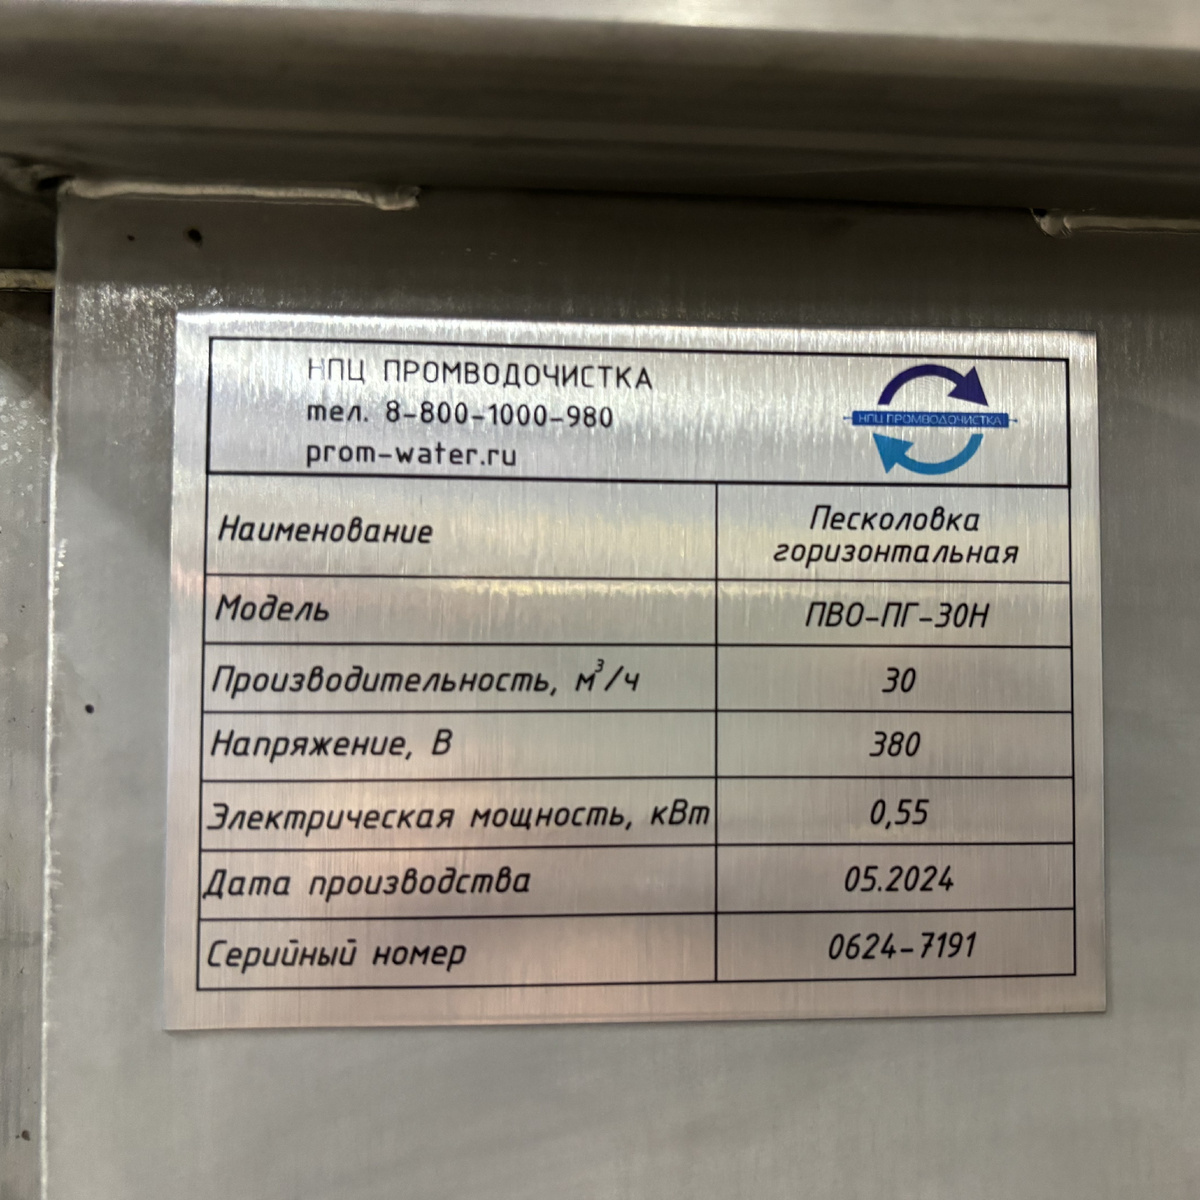 НПЦ ПРОМВОДОЧИСТКА
тел. 8-800-1000-980
prom-water.ru
НПЦ ПРОМВОДОЧИСТКА
Наименование
Песколовка
горизонтальная
Модель ПВО-ПГ-30Н
Производительность, м³/ч 30
Напряжение, В 380
Электрическая мощность, кВт 0,55
Дата производства 05.2024
Серийный номер 0624-7191